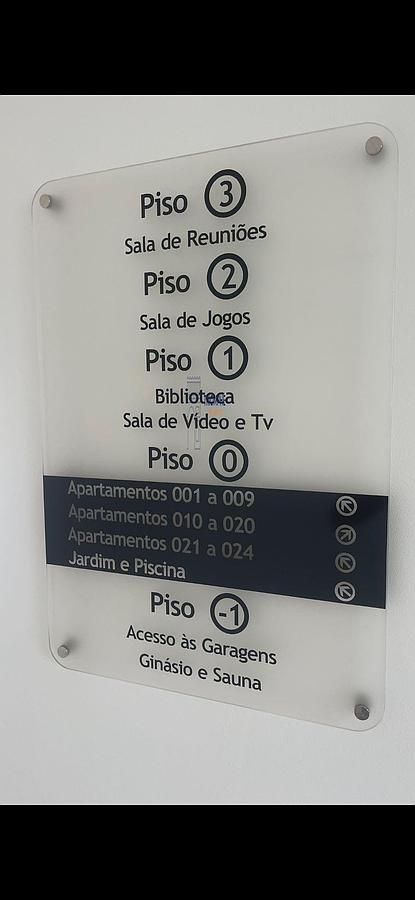 Piso 3
Sala de Reuniões
Piso 2
Sala de Jogos
Piso 1
Biblioteca
Sala de Vídeo e Tv
Piso 0
Apartamentos 001 a 009
Apartamentos 010 a 020
Apartamentos 021 a 024
Jardim e Piscina
Piso -1
Acesso às Garagens
Ginásio e Sauna